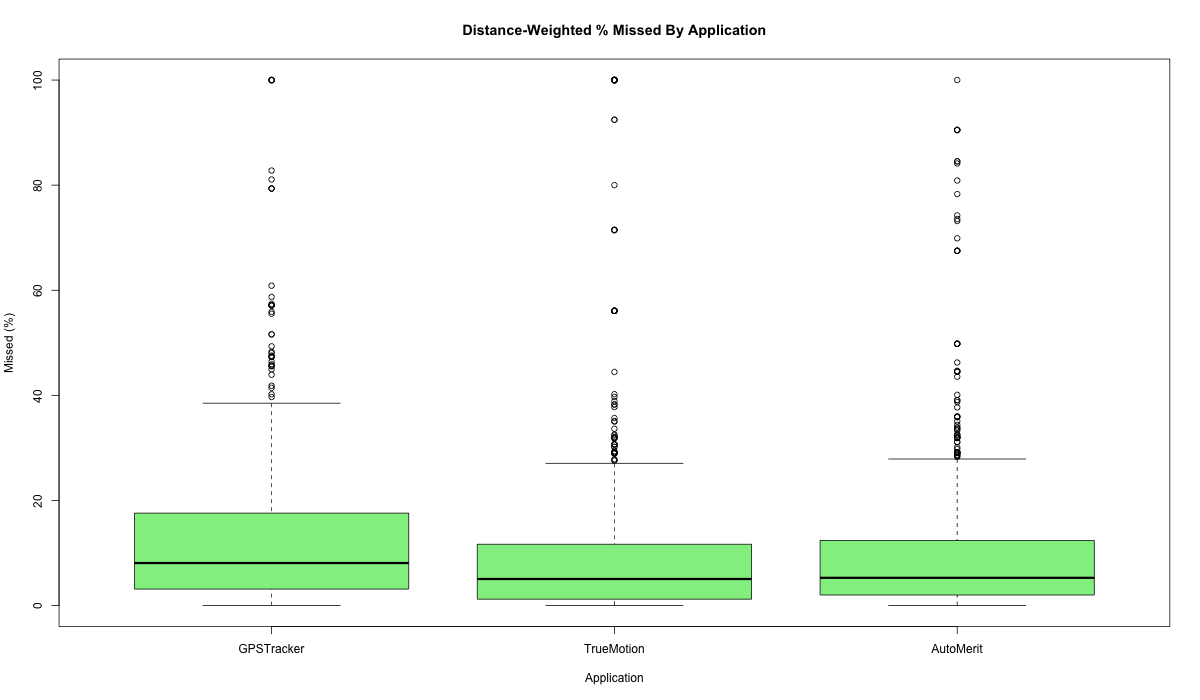 Distance-Weighted % Missed By Application
100
80
60
40
20
0
Missed (%)
GPSTracker TrueMotion AutoMerit
Application